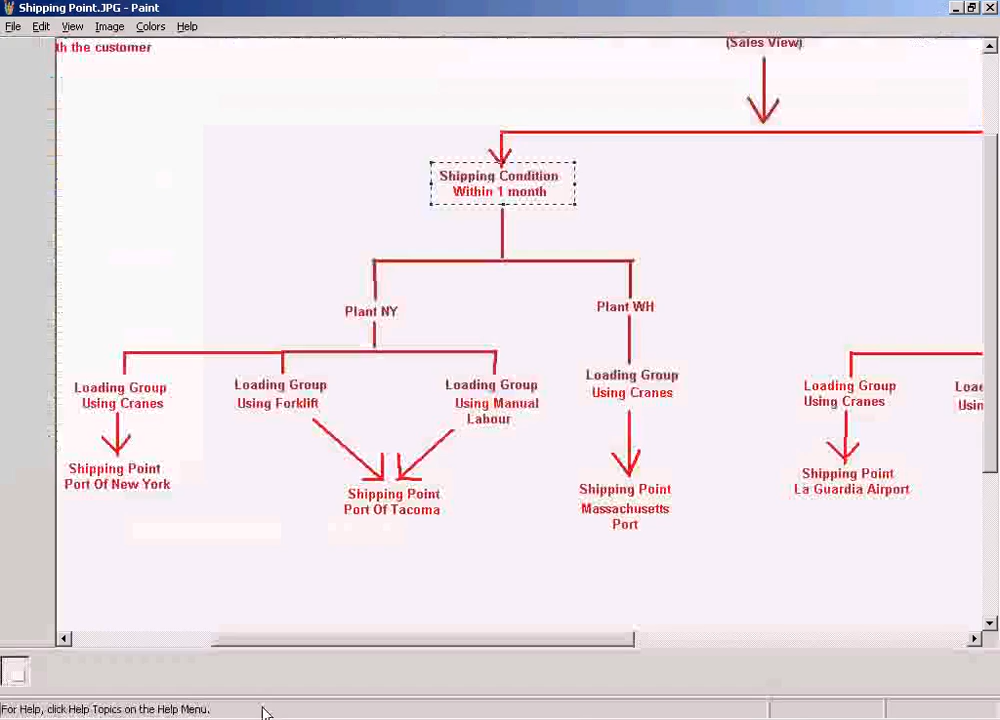 Shipping Point.JPG - Paint
File Edit View Image Colors Help
th the customer
(Sales View)
Shipping Condition
Within 1 month
Plant NY
Plant WH
Loading Group
Using Cranes
Loading Group
Using Forklift
Loading Group
Using Manual
Labour
Loading Group
Using Cranes
Loading Group
Using Cranes
Loa
Usin
Shipping Point
Port Of New York
Shipping Point
Port Of Tacoma
Shipping Point
Massachusetts
Port
Shipping Point
La Guardia Airport
For Help, click Help Topics on the Help Menu.